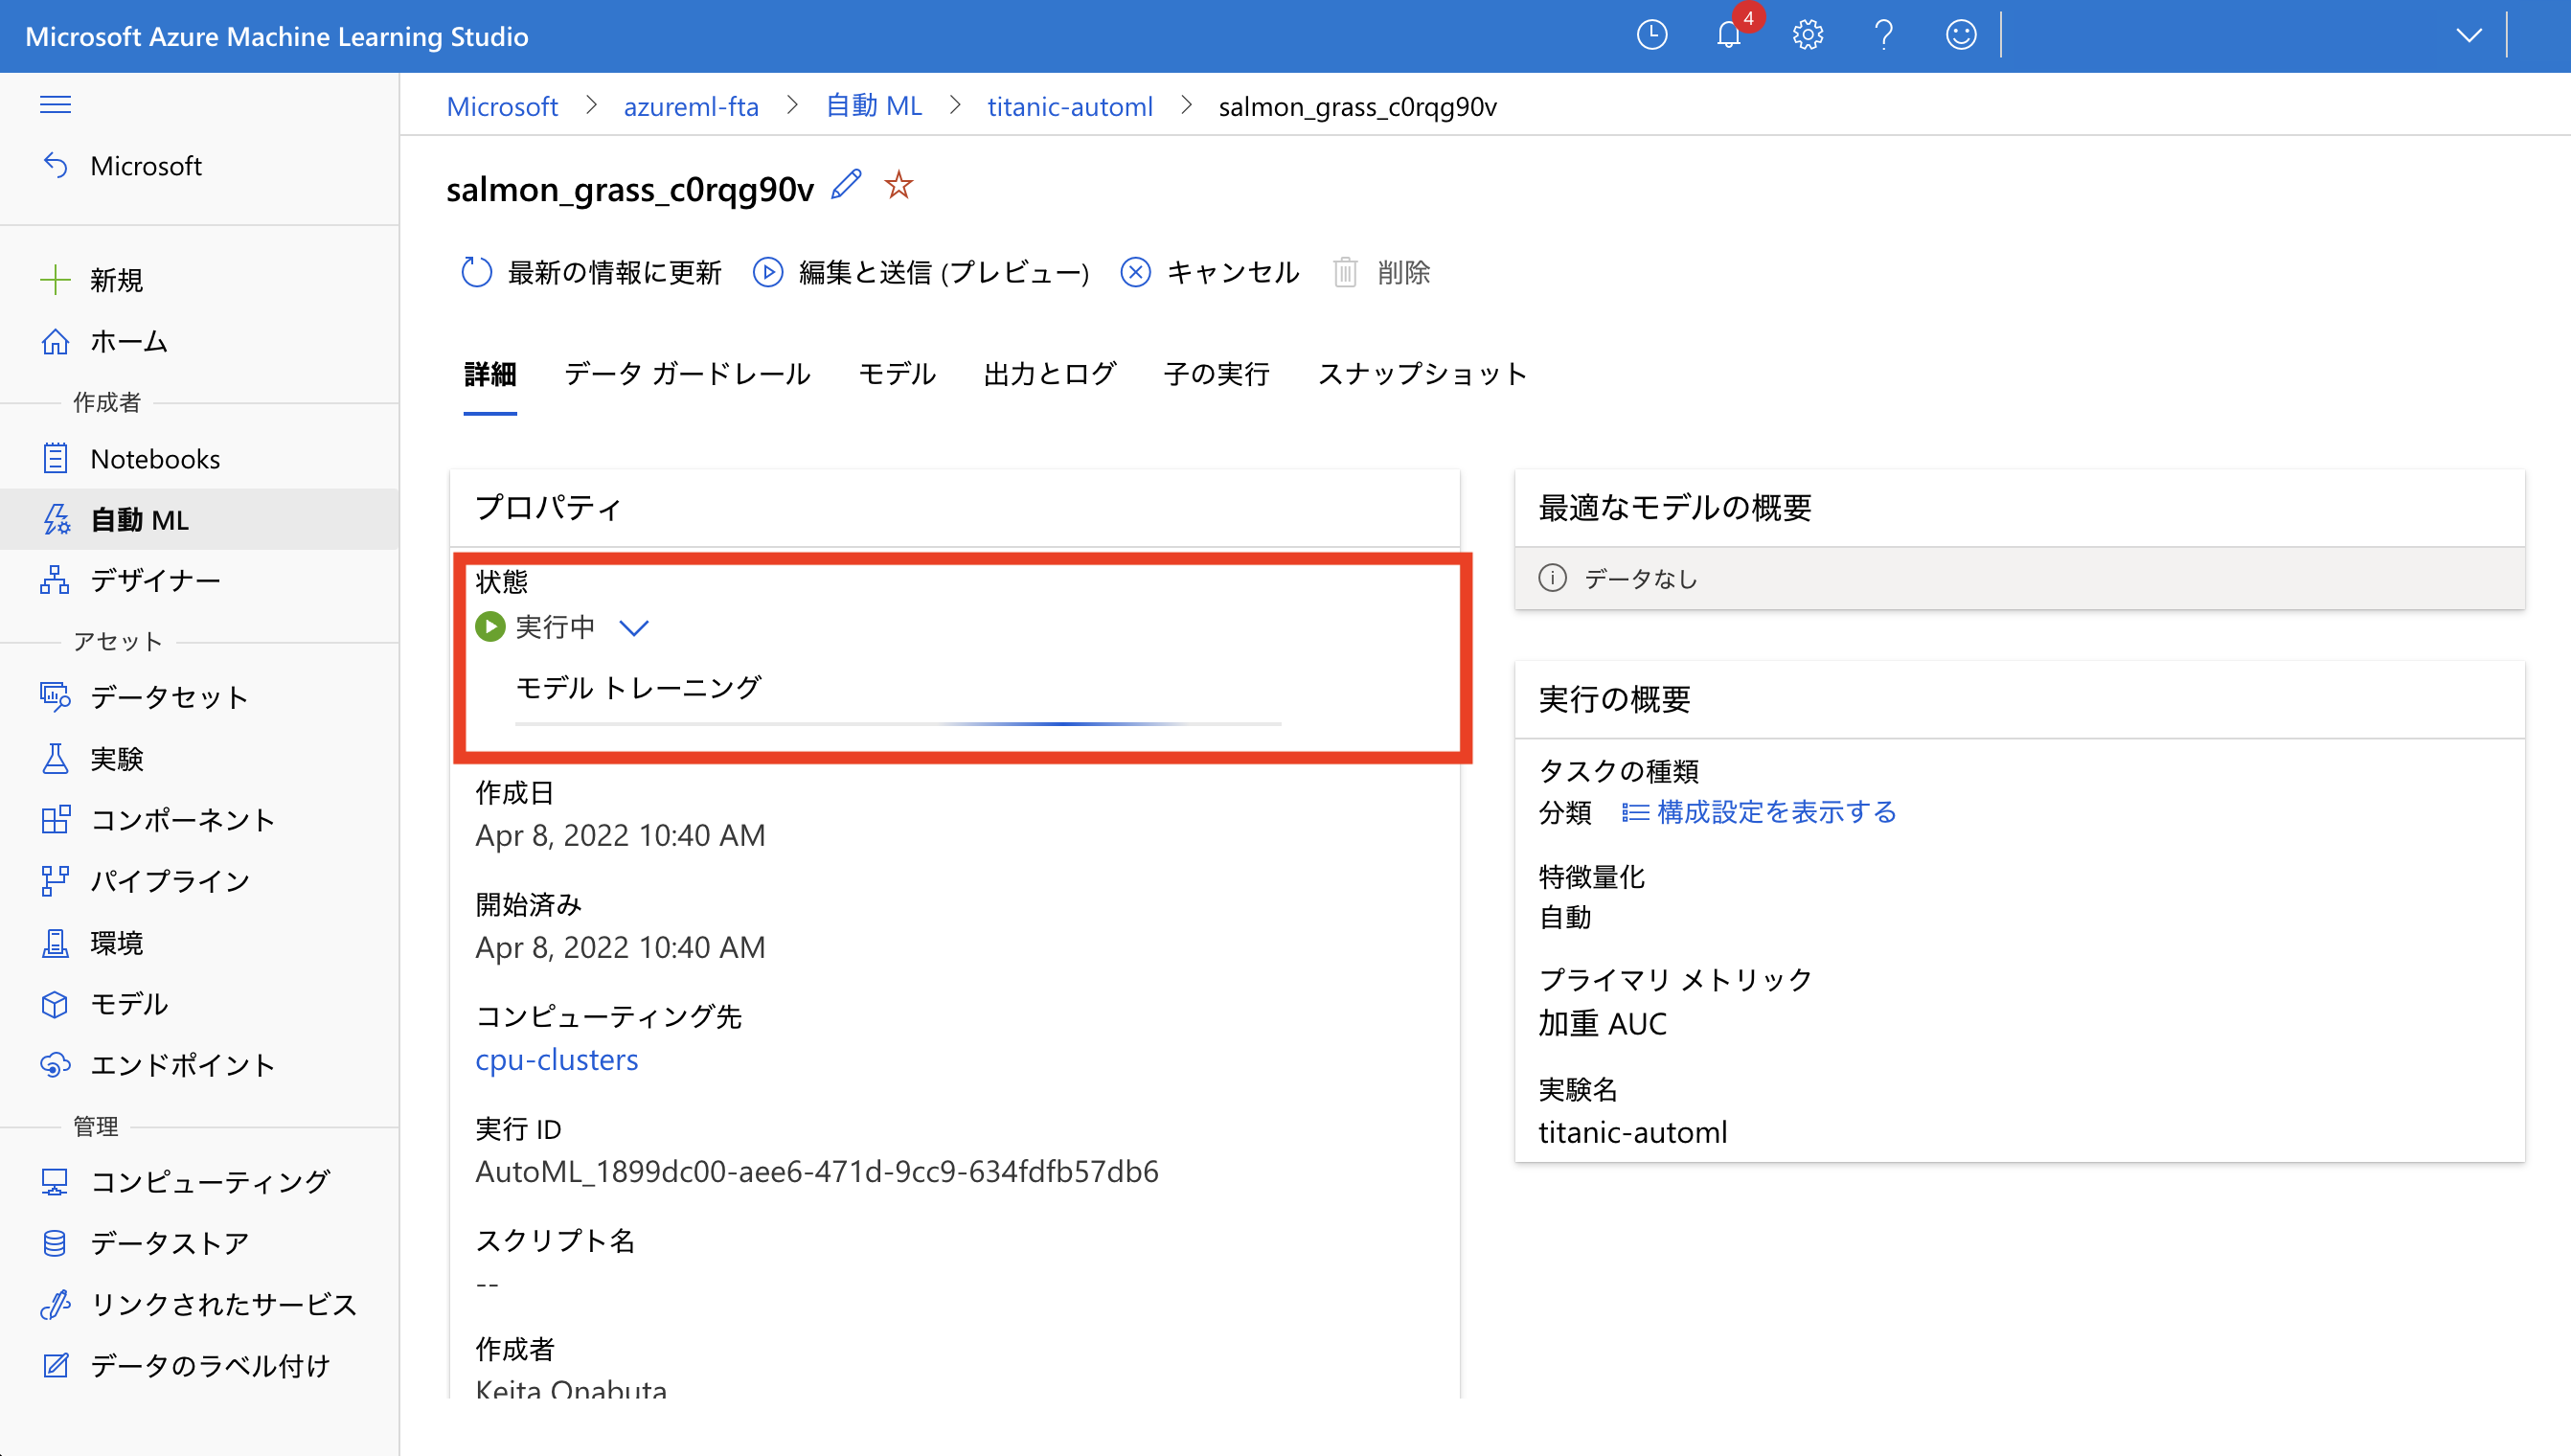 Microsoft Azure Machine Learning Studio
4
Microsoft
新規
ホーム
作成者
Notebooks
自動 ML
デザイナー
アセット
データセット
実験
コンポーネント
パイプライン
環境
モデル
エンドポイント
管理
コンピューティング
データストア
リンクされたサービス
データのラベル付け
Microsoft > azureml-fta > 自動 ML > titanic-automl > salmon_grass_c0rqg90v
salmon_grass_c0rqg90v
最新の情報に更新 編集と送信 (プレビュー) キャンセル 削除
詳細 データ ガードレール モデル 出力とログ 子の実行 スナップショット
プロパティ
状態
実行中
モデル トレーニング
作成日
Apr 8, 2022 10:40 AM
開始済み
Apr 8, 2022 10:40 AM
コンピューティング先
cpu-clusters
実行 ID
AutoML_1899dc00-aee6-471d-9cc9-634fdfb57db6
スクリプト名
--
作成者
Keita Onabuta
最適なモデルの概要
データなし
実行の概要
タスクの種類
分類 構成設定を表示する
特徴量化
自動
プライマリ メトリック
加重 AUC
実験名
titanic-automl